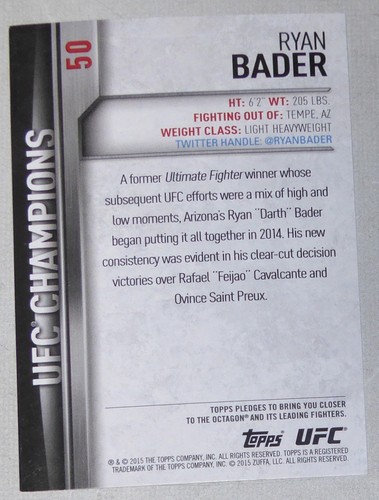 50
UFC CHAMPIONS
RYAN
BADER
HT: 6'2" WT: 205 LBS.
FIGHTING OUT OF: TEMPE, AZ
WEIGHT CLASS: LIGHT HEAVYWEIGHT
TWITTER HANDLE: @RYANBADER
A former Ultimate Fighter winner whose
subsequent UFC efforts were a mix of high and
low moments, Arizona's Ryan "Darth" Bader
began putting it all together in 2014. His new
consistency was evident in his clear-cut decision
victories over Rafael "Feijao" Cavalcante and
Ovince Saint Preux.
TOPPS PLEDGES TO BRING YOU CLOSER
TO THE OCTAGON® AND ITS LEADING FIGHTERS.
topps UFC®
® & © 2015 THE TOPPS COMPANY, INC. ALL RIGHTS RESERVED. TOPPS IS A REGISTERED
TRADEMARK OF THE TOPPS COMPANY, INC. © 2015 ZUFFA, LLC. ALL RIGHTS RESERVED.